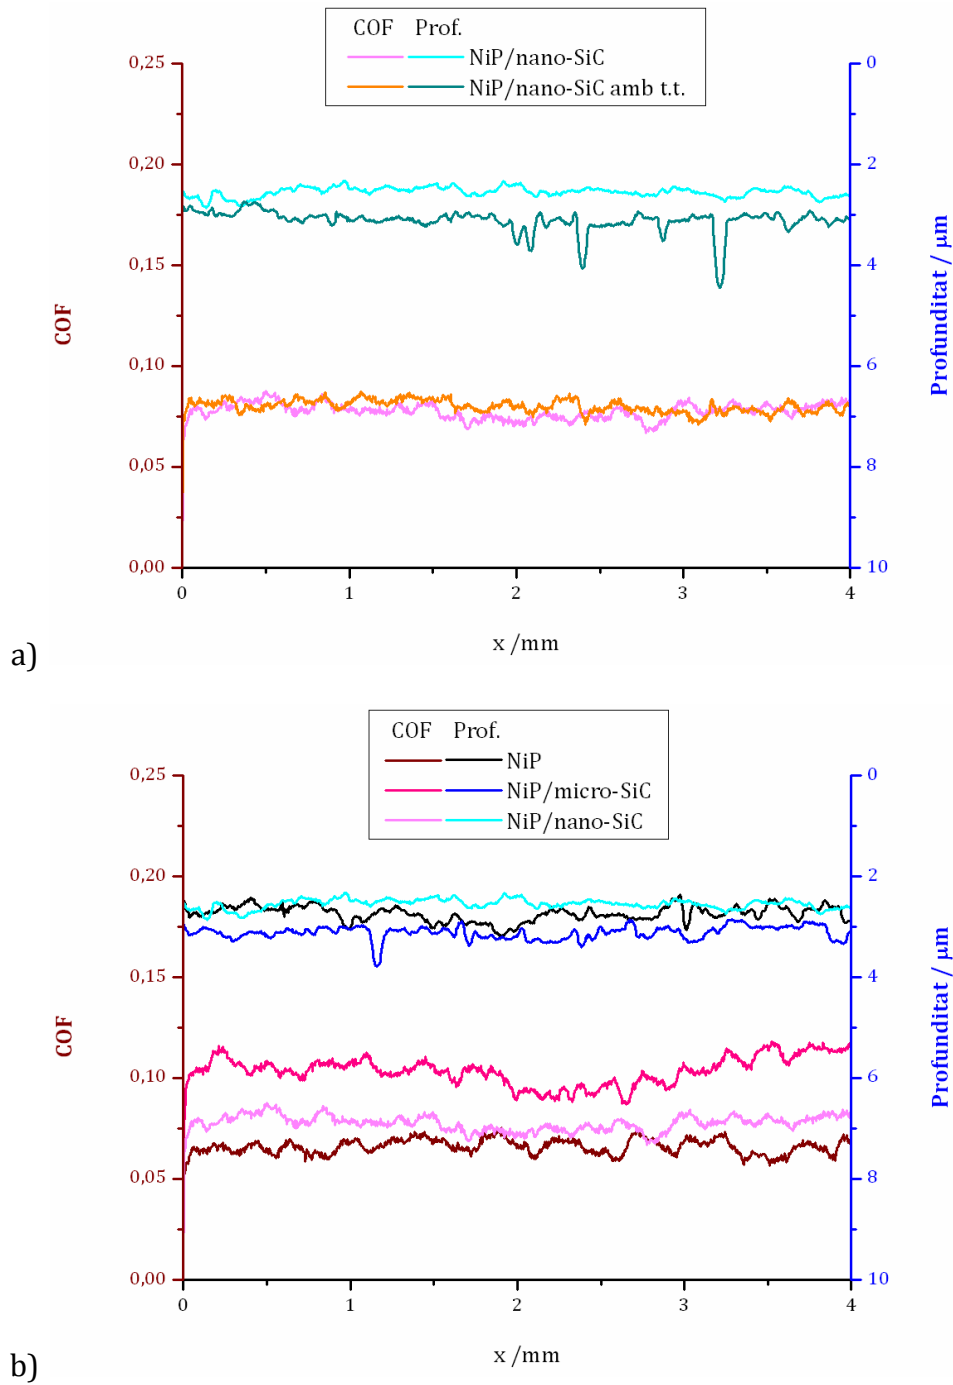 COF Prof.
NiP/nano-SiC
NiP/nano-SiC amb t.t.
0,25
0,20
0,15
0,10
0,05
0,00
COF
0
2
4
6
8
10
Profunditat / μm
0 1 2 3 4
x /mm
a)
COF Prof.
NiP
NiP/micro-SiC
NiP/nano-SiC
0,25
0,20
0,15
0,10
0,05
0,00
COF
0
2
4
6
8
10
Profunditat / μm
0 1 2 3 4
x /mm
b)